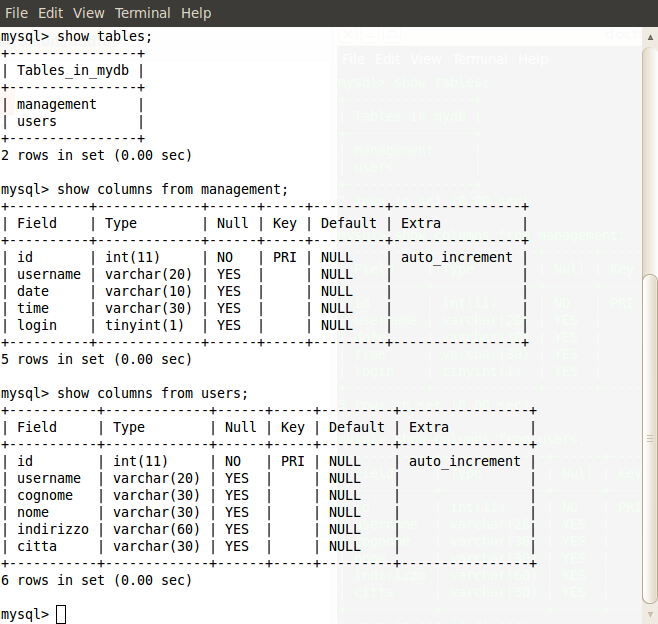 File Edit View Terminal Help
mysql> show tables;
+----------------+
| Tables_in_mydb |
+----------------+
| management     |
| users          |
+----------------+
2 rows in set (0.00 sec)

mysql> show columns from management;
+----------+-------------+------+-----+---------+----------------+
| Field    | Type        | Null | Key | Default | Extra          |
+----------+-------------+------+-----+---------+----------------+
| id       | int(11)     | NO   | PRI | NULL    | auto_increment |
| username | varchar(20) | YES  |     | NULL    |                |
| date     | varchar(10) | YES  |     | NULL    |                |
| time     | varchar(30) | YES  |     | NULL    |                |
| login    | tinyint(1)  | YES  |     | NULL    |                |
+----------+-------------+------+-----+---------+----------------+
5 rows in set (0.00 sec)

mysql> show columns from users;
+-----------+-------------+------+-----+---------+----------------+
| Field     | Type        | Null | Key | Default | Extra          |
+-----------+-------------+------+-----+---------+----------------+
| id        | int(11)     | NO   | PRI | NULL    | auto_increment |
| username  | varchar(20) | YES  |     | NULL    |                |
| cognome   | varchar(30) | YES  |     | NULL    |                |
| nome      | varchar(30) | YES  |     | NULL    |                |
| indirizzo | varchar(60) | YES  |     | NULL    |                |
| citta     | varchar(30) | YES  |     | NULL    |                |
+-----------+-------------+------+-----+---------+----------------+
6 rows in set (0.00 sec)

mysql>